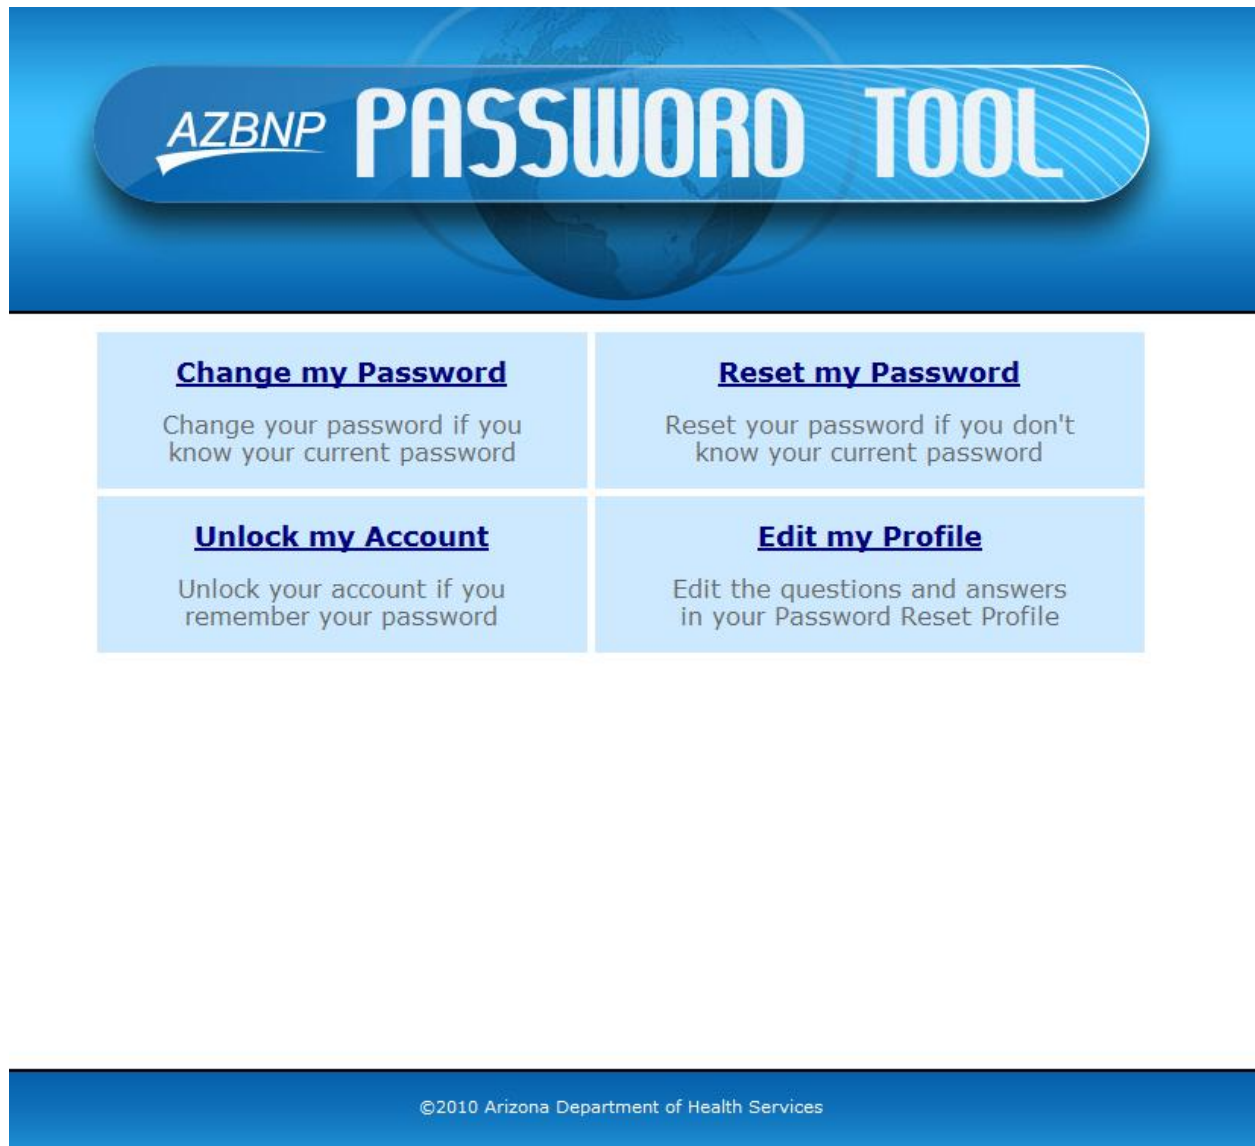 AZBNP PASSWORD TOOL
Change my Password
Change your password if you
know your current password
Reset my Password
Reset your password if you don't
know your current password
Unlock my Account
Unlock your account if you
remember your password
Edit my Profile
Edit the questions and answers
in your Password Reset Profile
©2010 Arizona Department of Health Services